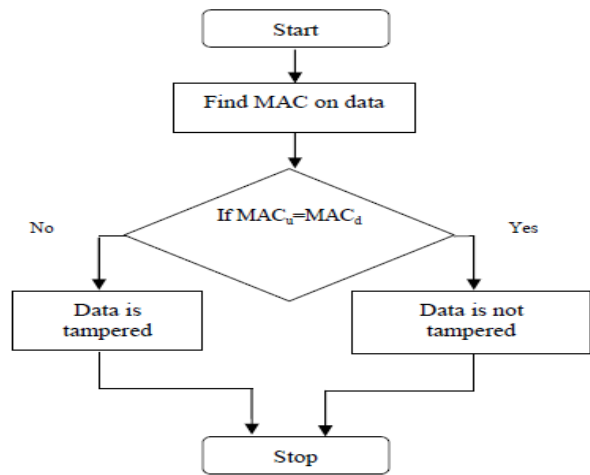 Start
Find MAC on data
If MACu=MACd
No
Yes
Data is
tampered
Data is not
tampered
Stop